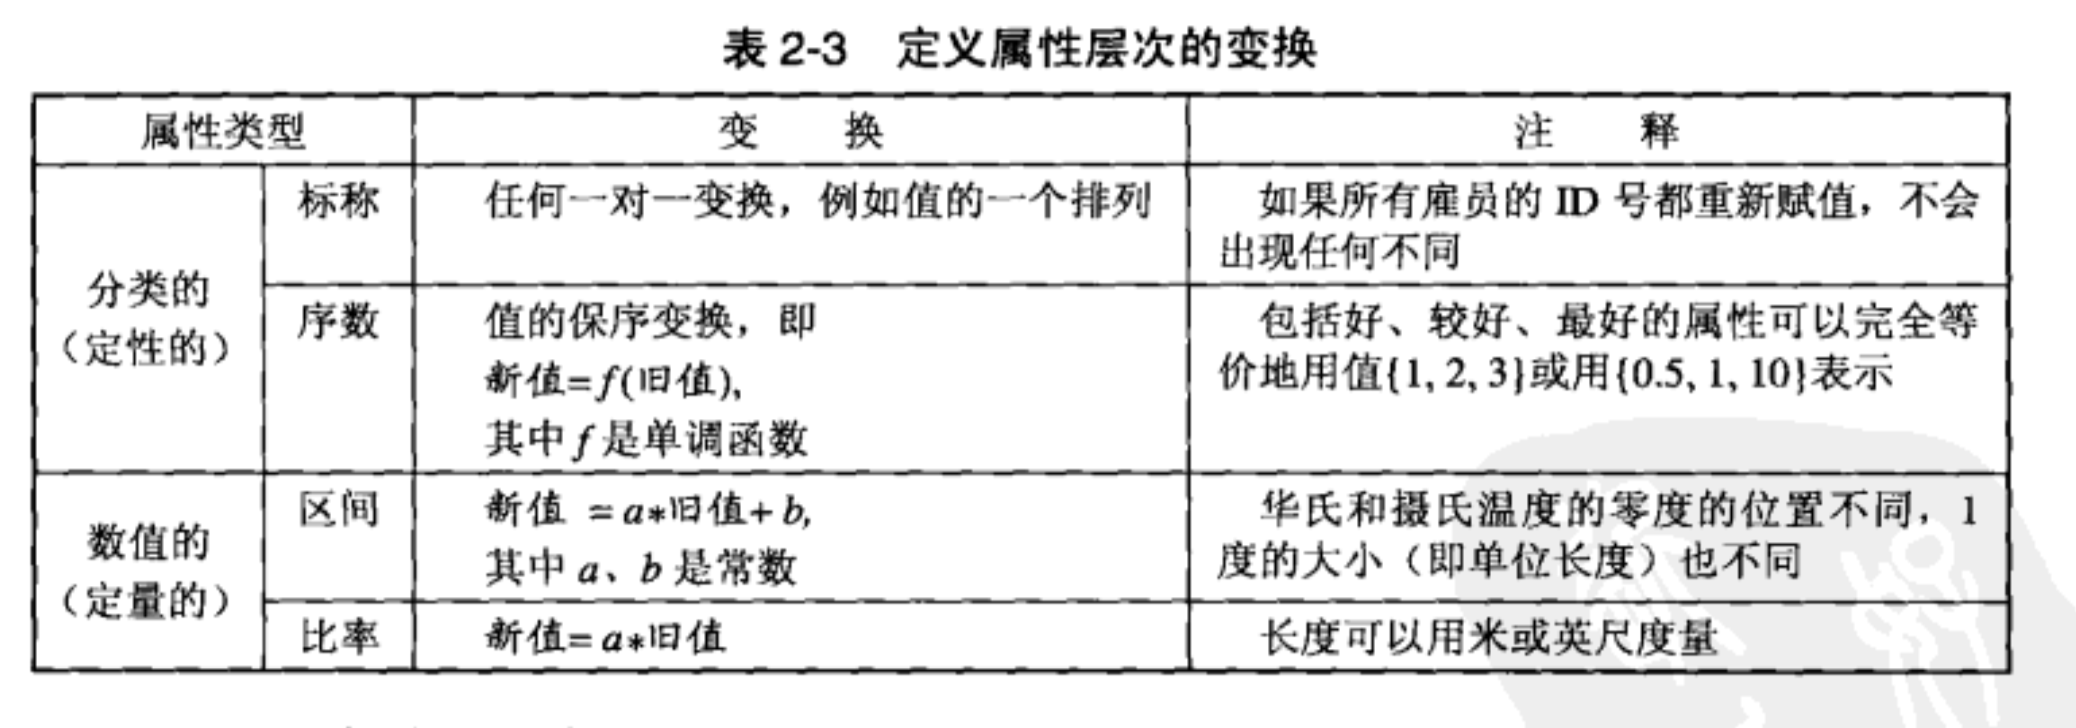 表 2-3 定义属性层次的变换
属性类型
变 换
注 释
分类的
（定性的）
标称
任何一对一变换，例如值的一个排列
如果所有雇员的 ID 号都重新赋值，不会
出现任何不同
序数
值的保序变换，即
新值=f(旧值),
其中 f 是单调函数
包括好、较好、最好的属性可以完全等
价地用值{1, 2, 3}或用{0.5, 1, 10}表示
数值的
（定量的）
区间
新值 = a*旧值+ b,
其中 a、b 是常数
华氏和摄氏温度的零度的位置不同，1
度的大小（即单位长度）也不同
比率
新值= a*旧值
长度可以用米或英尺度量